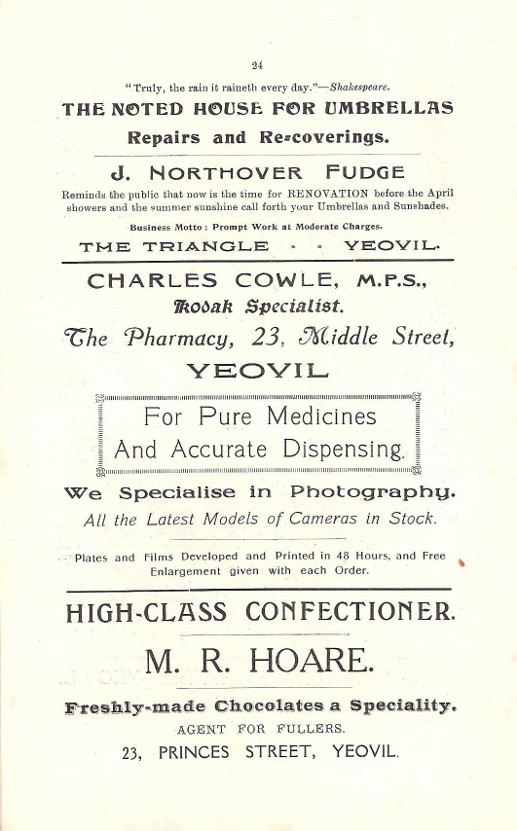 24
"Truly, the rain it raineth every day."—Shakespeare.
THE NOTED HOUSE FOR UMBRELLAS
Repairs and Re=coverings.
J. NORTHOVER FUDGE
Reminds the public that now is the time for RENOVATION before the April
showers and the summer sunshine call forth your Umbrellas and Sunshades.
Business Motto: Prompt Work at Moderate Charges.
THE TRIANGLE - - YEOVIL.
CHARLES COWLE, M.P.S.,
Kodak Specialist.
The Pharmacy, 23, Middle Street,
YEOVIL
For Pure Medicines
And Accurate Dispensing.
We Specialise in Photography.
All the Latest Models of Cameras in Stock.
Plates and Films Developed and Printed in 48 Hours, and Free
Enlargement given with each Order.
HIGH-CLASS CONFECTIONER.
M. R. HOARE.
Freshly-made Chocolates a Speciality.
AGENT FOR FULLERS.
23, PRINCES STREET, YEOVIL.